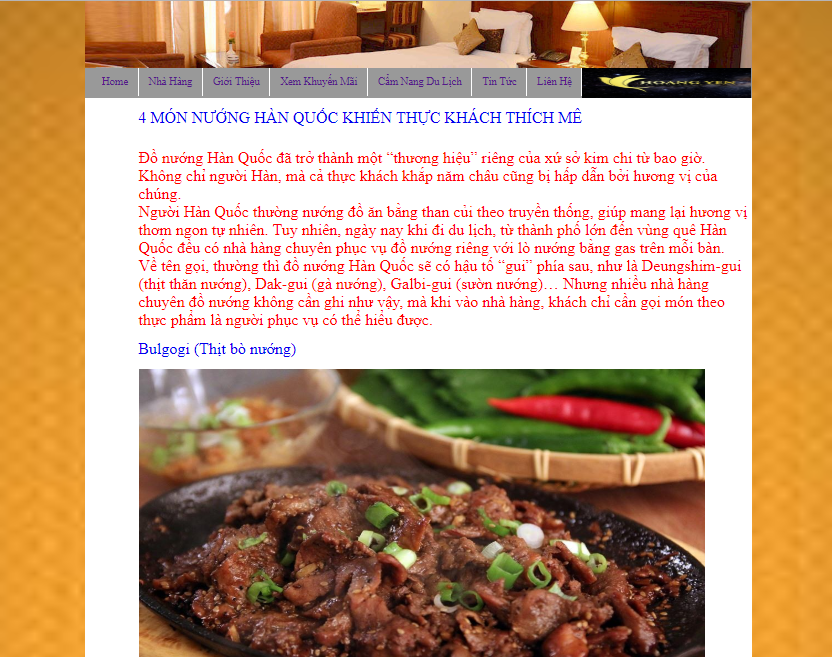 Home
Nhà Hàng
Giới Thiệu
Xem Khuyến Mãi
Cẩm Nang Du Lịch
Tin Tức
Liên Hệ
HOANG YEN
4 MÓN NƯỚNG HÀN QUỐC KHIẾN THỰC KHÁCH THÍCH MÊ
Đồ nướng Hàn Quốc đã trở thành một “thương hiệu” riêng của xứ sở kim chi từ bao giờ.
Không chỉ người Hàn, mà cả thực khách khắp năm châu cũng bị hấp dẫn bởi hương vị của
chúng.
Người Hàn Quốc thường nướng đồ ăn bằng than củi theo truyền thống, giúp mang lại hương vị
thơm ngon tự nhiên. Tuy nhiên, ngày nay khi đi du lịch, từ thành phố lớn đến vùng quê Hàn
Quốc đều có nhà hàng chuyên phục vụ đồ nướng riêng với lò nướng bằng gas trên mỗi bàn.
Về tên gọi, thường thì đồ nướng Hàn Quốc sẽ có hậu tố “gui” phía sau, như là Deungshim-gui
(thịt thăn nướng), Dak-gui (gà nướng), Galbi-gui (sườn nướng)… Nhưng nhiều nhà hàng
chuyên đồ nướng không cần ghi như vậy, mà khi vào nhà hàng, khách chỉ cần gọi món theo
thực phẩm là người phục vụ có thể hiểu được.
Bulgogi (Thịt bò nướng)